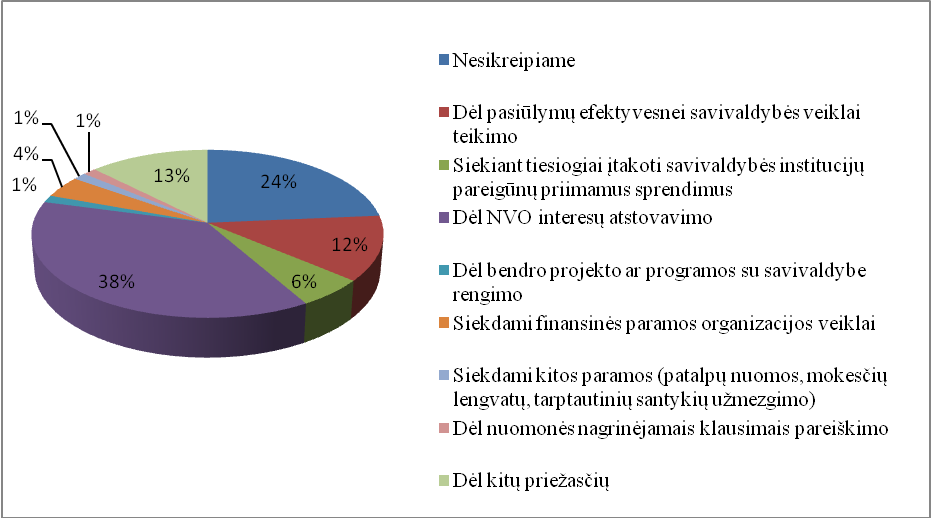 1%
1%
4%
1%
13%
24%
12%
6%
38%
Nesikreipiame
Dėl pasiūlymų efektyvesnei savivaldybės veiklai
teikimo
Siekiant tiesiogiai įtakoti savivaldybės institucijų
pareigūnų priimamus sprendimus
Dėl NVO interesų atstovavimo
Dėl bendro projekto ar programos su savivaldybe
rengimo
Siekdami finansinės paramos organizacijos veiklai
Siekdami kitos paramos (patalpų nuomos, mokesčių
lengvatų, tarptautinių santykių užmezgimo)
Dėl nuomonės nagrinėjamais klausimais pareiškimo
Dėl kitų priežasčių